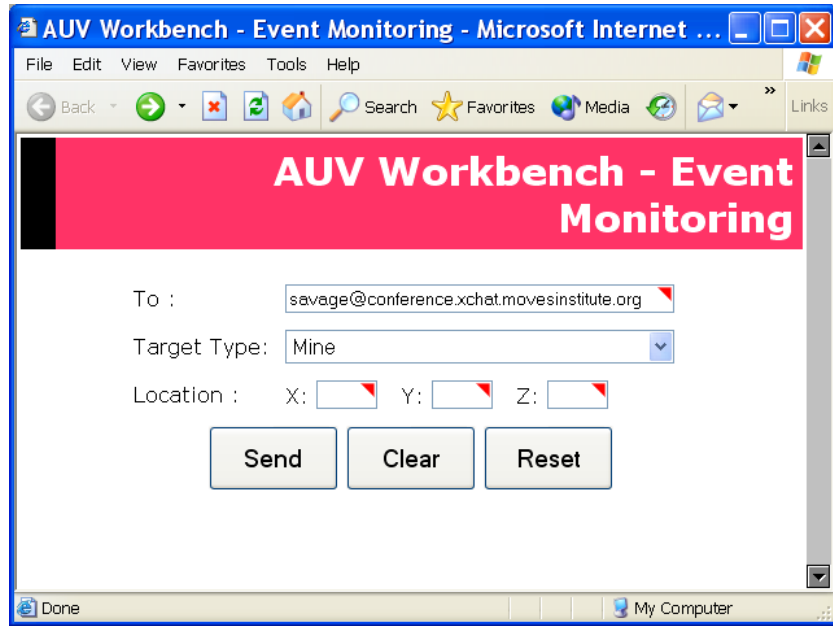 AUV Workbench - Event Monitoring - Microsoft Internet ...
File Edit View Favorites Tools Help
Back Search Favorites Media » Links
AUV Workbench - Event
Monitoring
To : savage@conference.xchat.movesinstitute.org
Target Type: Mine
Location : X: Y: Z:
Send Clear Reset
Done My Computer